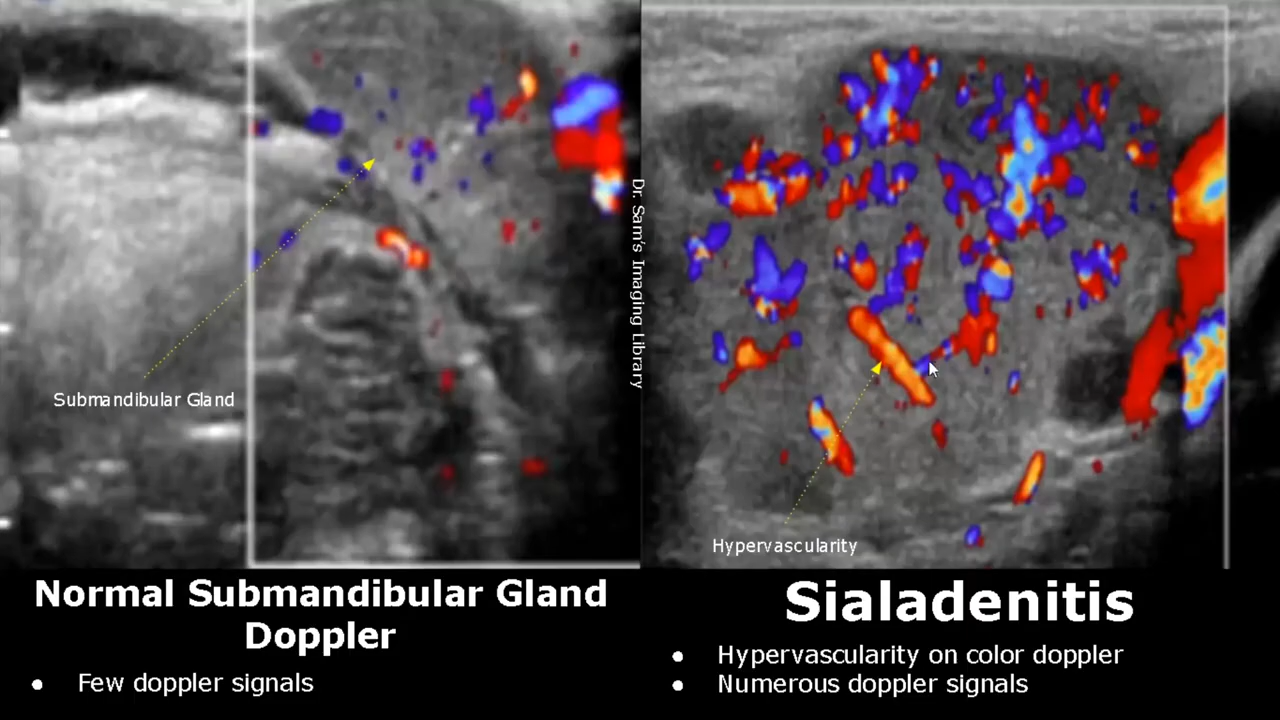 Submandibular Gland
Normal Submandibular Gland
Doppler
• Few doppler signals
Dr. Sam's Imaging Library
Hypervascularity
Sialadenitis
• Hypervascularity on color doppler
• Numerous doppler signals